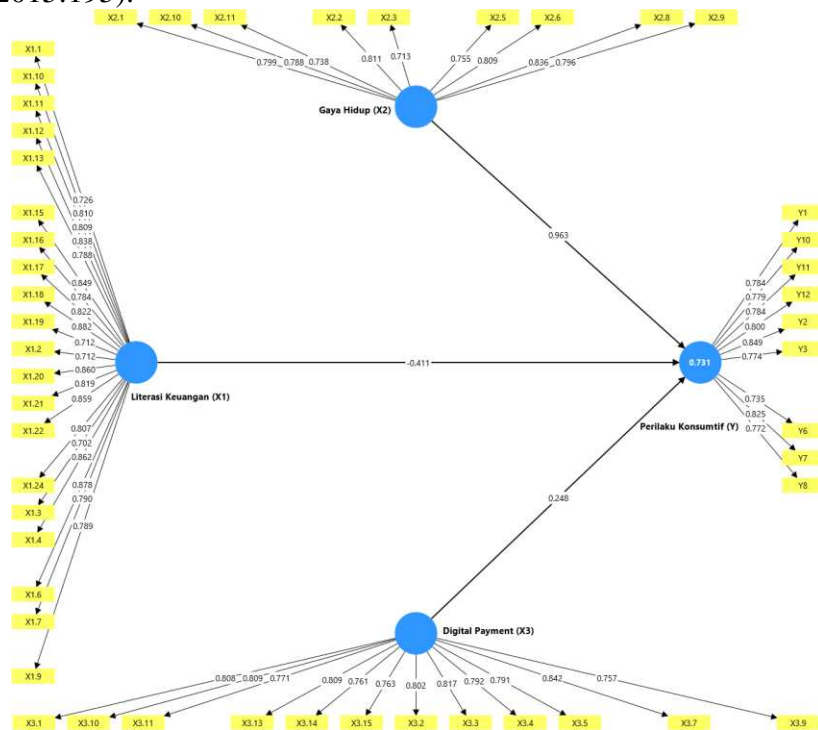 2013:193).
X2.1 X2.10 X2.11 X2.2 X2.3 X2.5 X2.6 X2.8 X2.9
0.799 0.788 0.738 0.811 0.713 0.755 0.809 0.836 0.796
Gaya Hidup (X2)
X1.1
X1.10
X1.11
X1.12
X1.13
X1.15
X1.16
X1.17
X1.18
X1.19
X1.2
X1.20
X1.21
X1.22
X1.24
X1.3
X1.4
X1.6
X1.7
X1.9
0.726
0.810
0.809
0.838
0.788
0.849
0.784
0.822
0.882
0.712
0.712
0.860
0.819
0.859
0.807
0.702
0.862
0.878
0.790
0.789
Literasi Keuangan (X1)
0.963
-0.411
0.248
0.731
Perilaku Konsumtif (Y)
0.784
0.779
0.784
0.800
0.849
0.774
0.735
0.825
0.772
Y1
Y10
Y11
Y12
Y2
Y3
Y6
Y7
Y8
Digital Payment (X3)
0.808 0.809 0.771 0.809 0.761 0.763 0.802 0.817 0.792 0.791 0.842 0.757
X3.1 X3.10 X3.11 X3.13 X3.14 X3.15 X3.2 X3.3 X3.4 X3.5 X3.7 X3.9